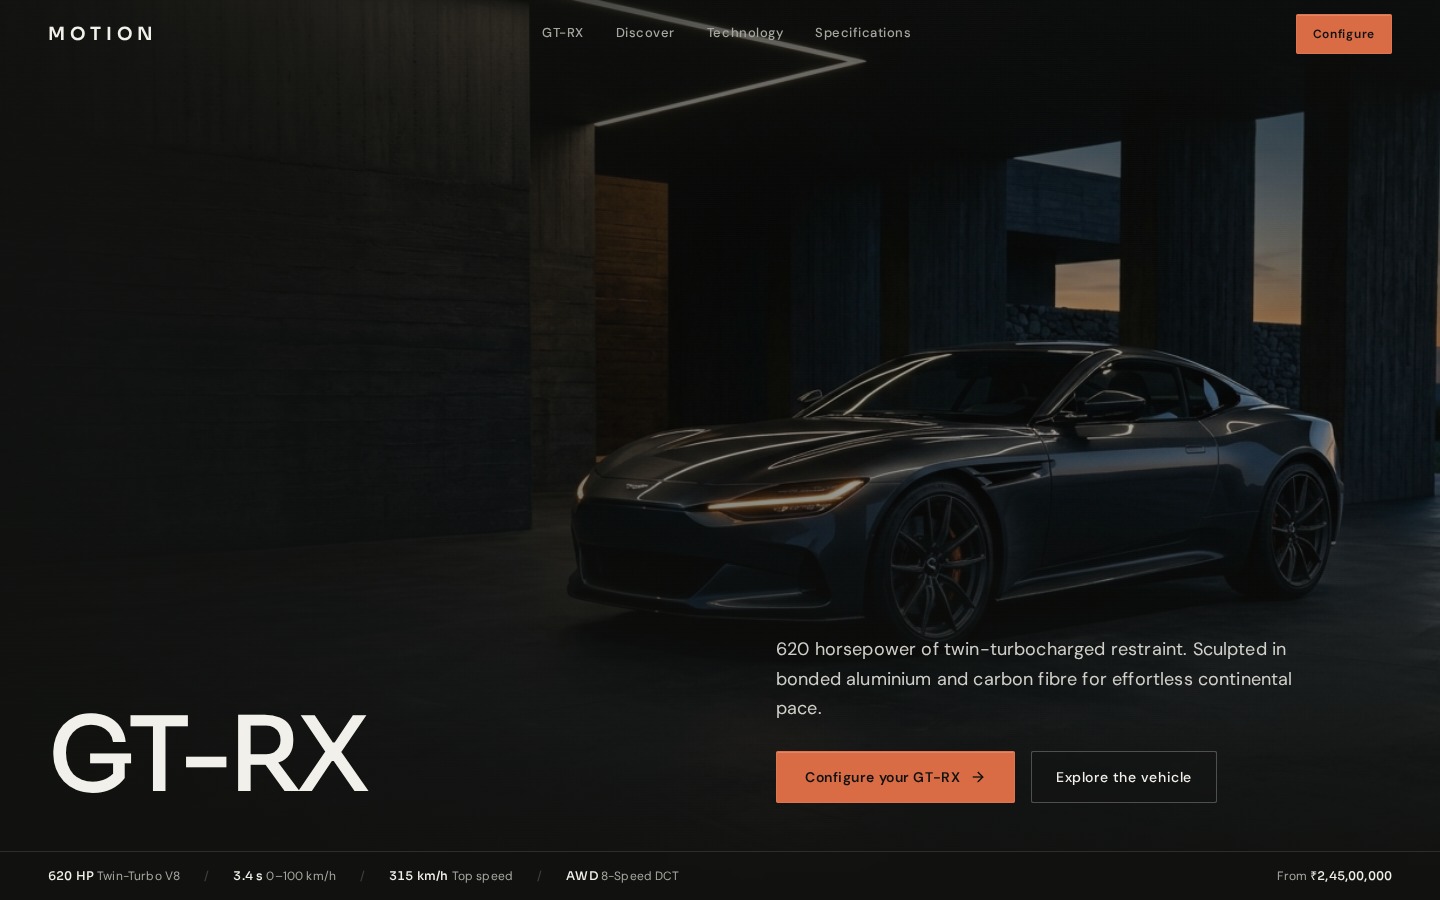 MOTION
GT-RX
Discover
Technology
Specifications
Configure
620 horsepower of twin-turbocharged restraint. Sculpted in
bonded aluminium and carbon fibre for effortless continental
pace.
GT-RX
Configure your GT-RX →
Explore the vehicle
620 HP Twin-Turbo V8 / 3.4 s 0–100 km/h / 315 km/h Top speed / AWD 8-Speed DCT
From ₹2,45,00,000